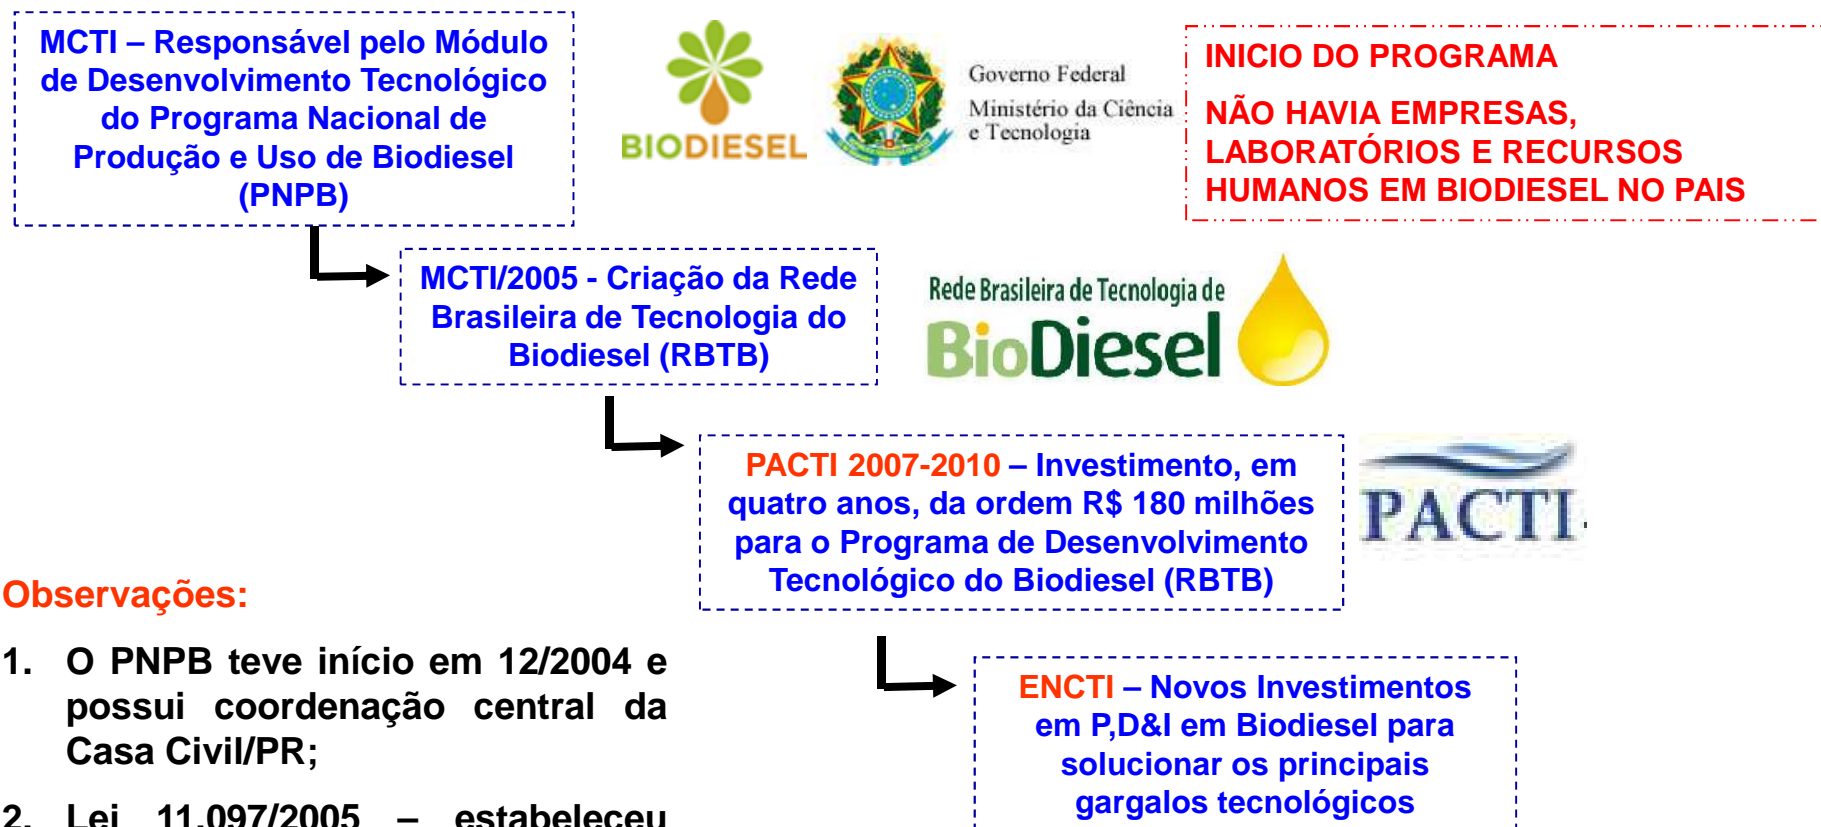 MCTI – Responsável pelo Módulo
de Desenvolvimento Tecnológico
do Programa Nacional de
Produção e Uso de Biodiesel
(PNPB)
BIODIESEL
Governo Federal
Ministério da Ciência
e Tecnologia
INICIO DO PROGRAMA
NÃO HAVIA EMPRESAS,
LABORATÓRIOS E RECURSOS
HUMANOS EM BIODIESEL NO PAIS
MCTI/2005 - Criação da Rede
Brasileira de Tecnologia do
Biodiesel (RBTB)
Rede Brasileira de Tecnologia de
BioDiesel
PACTI 2007-2010 – Investimento, em
quatro anos, da ordem R$ 180 milhões
para o Programa de Desenvolvimento
Tecnológico do Biodiesel (RBTB)
PACTI
Observações:
1. O PNPB teve início em 12/2004 e
possui coordenação central da
Casa Civil/PR;
2. Lei 11.097/2005 – estabeleceu
ENCTI – Novos Investimentos
em P,D&I em Biodiesel para
solucionar os principais
gargalos tecnológicos